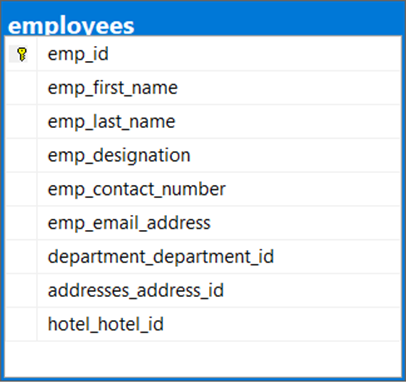 employees
emp_id
emp_first_name
emp_last_name
emp_designation
emp_contact_number
emp_email_address
department_department_id
addresses_address_id
hotel_hotel_id